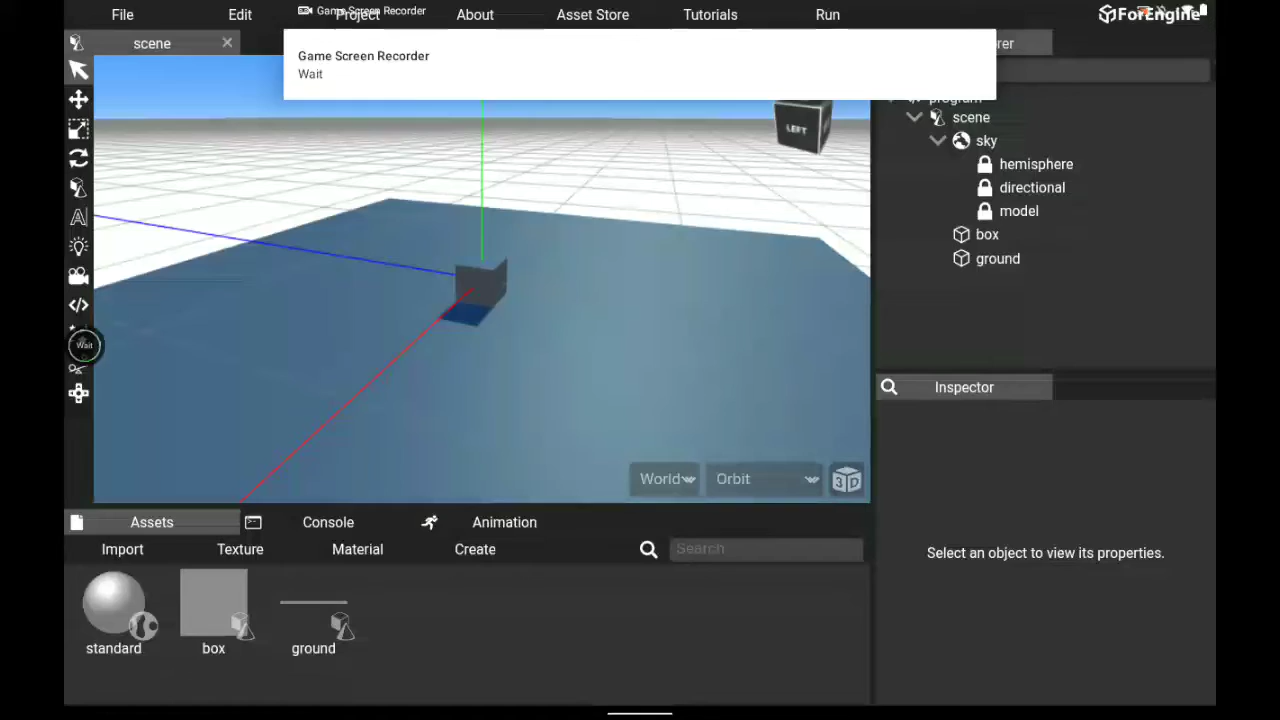 File
Edit
Project
About
Asset Store
Tutorials
Run
ForEngine
Game Screen Recorder
scene
Game Screen Recorder
Wait
rer
LEFT
program
scene
sky
hemisphere
directional
model
box
ground
Wait
World
Orbit
3D
Inspector
Select an object to view its properties.
Assets
Console
Animation
Import
Texture
Material
Create
Search
standard
box
ground